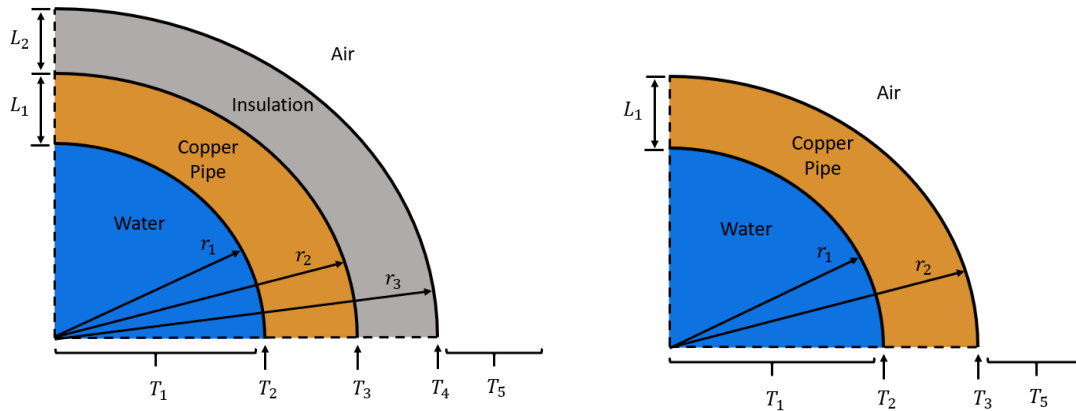 L₂
Air
L₁
Insulation
Copper
Pipe
Water
r₁
r₂
r₃
T₁
T₂
T₃
T₄
T₅
L₁
Air
Copper
Pipe
Water
r₁
r₂
T₁
T₂
T₃
T₅